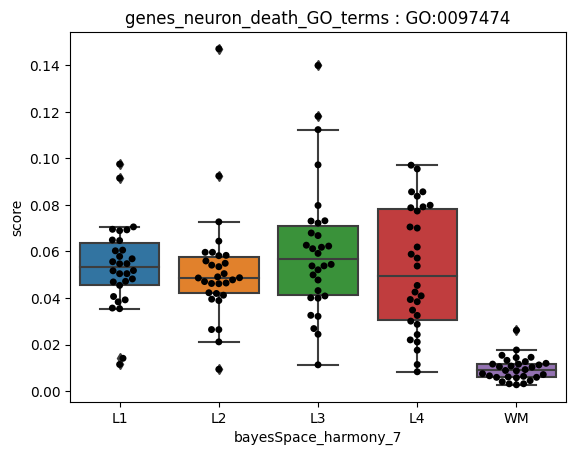 genes_neuron_death_GO_terms : GO:0097474
0.14
0.12
0.10
0.08
0.06
0.04
0.02
0.00
score
L1 L2 L3 L4 WM
bayesSpace_harmony_7